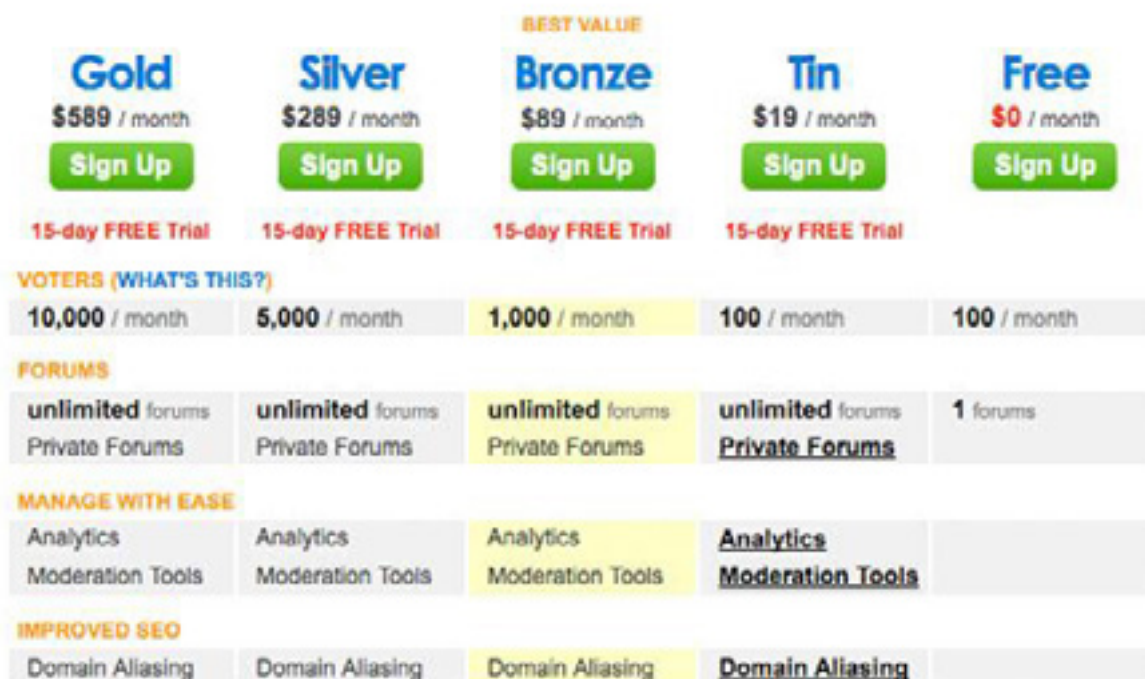 BEST VALUE
Gold Silver Bronze Tin Free
$589 / month $289 / month $89 / month $19 / month $0 / month
Sign Up Sign Up Sign Up Sign Up Sign Up
15-day FREE Trial 15-day FREE Trial 15-day FREE Trial 15-day FREE Trial
VOTERS (WHAT'S THIS?)
10,000 / month 5,000 / month 1,000 / month 100 / month 100 / month
FORUMS
unlimited forums unlimited forums unlimited forums unlimited forums 1 forums
Private Forums Private Forums Private Forums Private Forums
MANAGE WITH EASE
Analytics Analytics Analytics Analytics
Moderation Tools Moderation Tools Moderation Tools Moderation Tools
IMPROVED SEO
Domain Aliasing Domain Aliasing Domain Aliasing Domain Aliasing